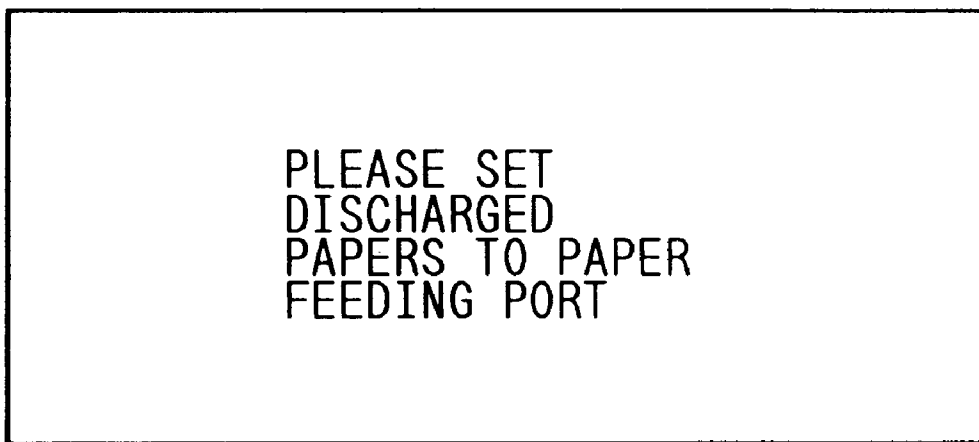 PLEASE SET
DISCHARGED
PAPERS TO PAPER
FEEDING PORT